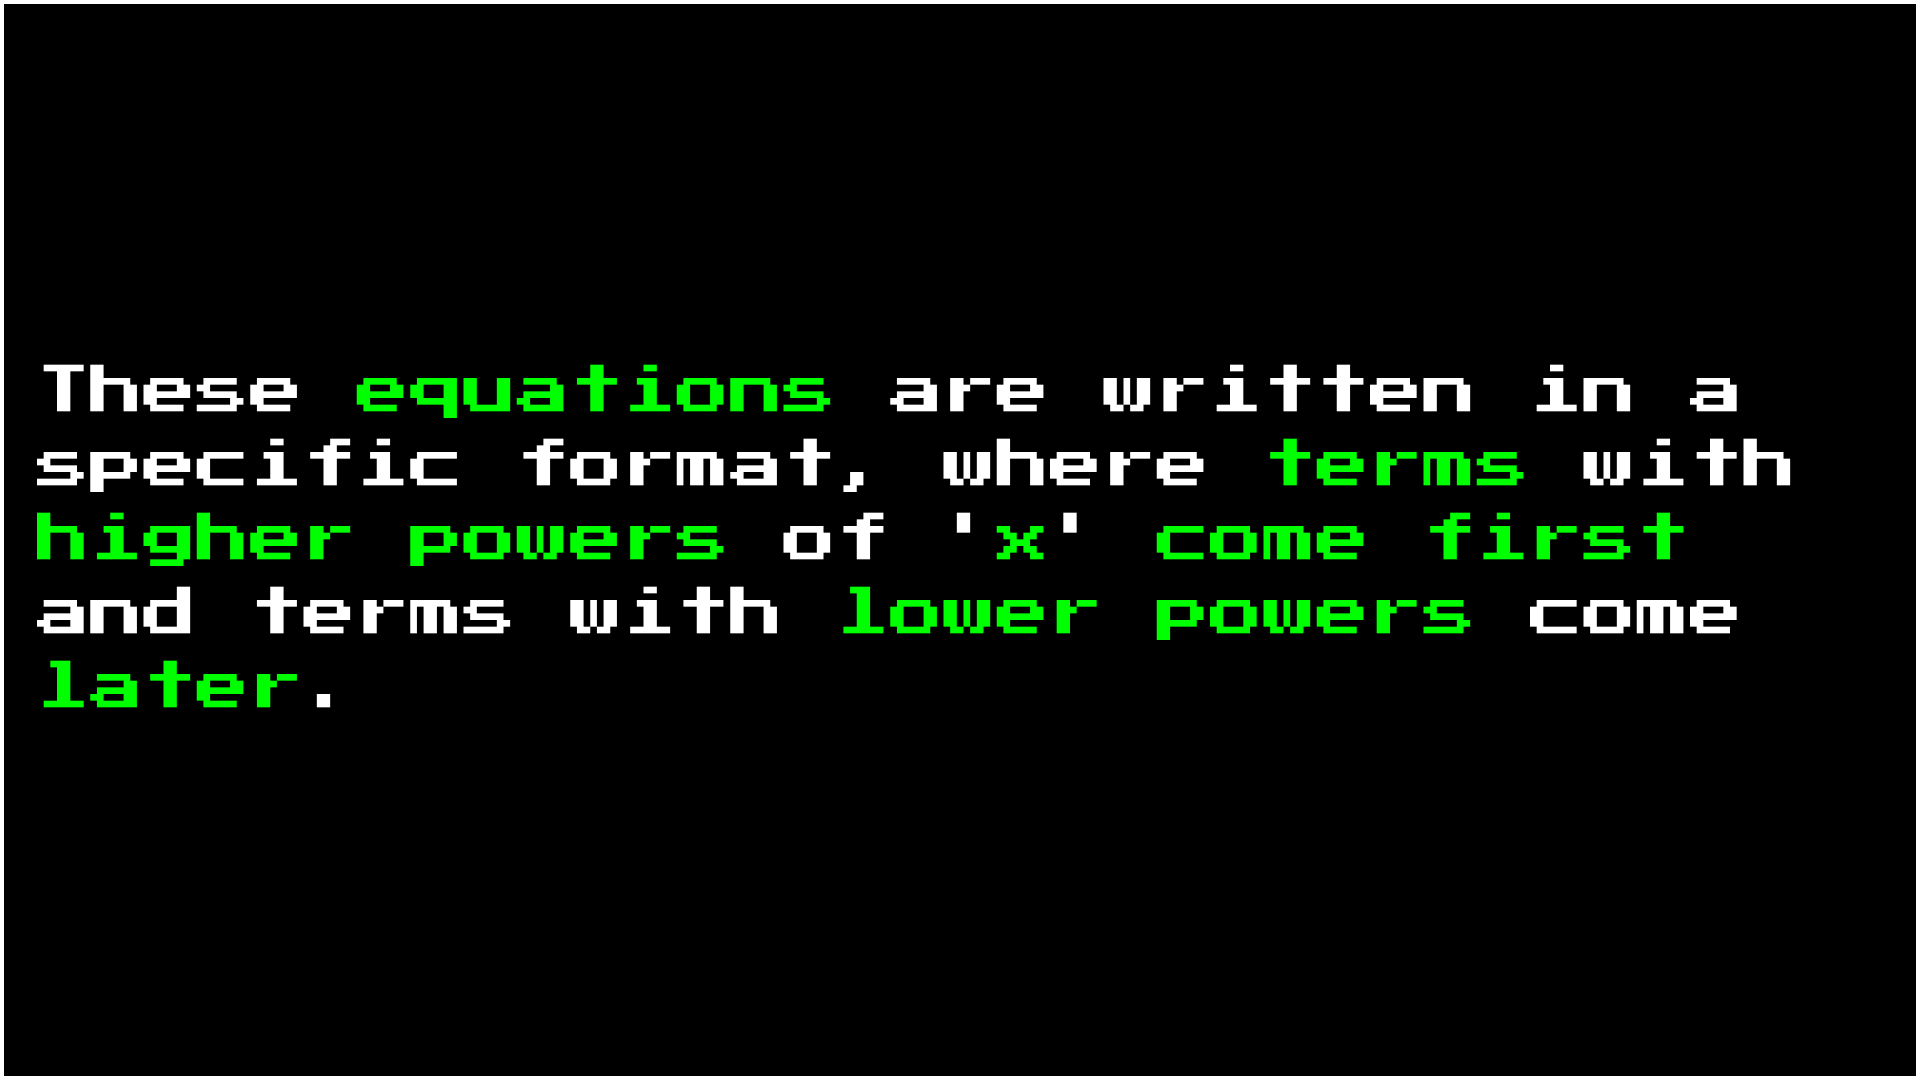 These equations are written in a
specific format, where terms with
higher powers of 'x' come first
and terms with lower powers come
later.